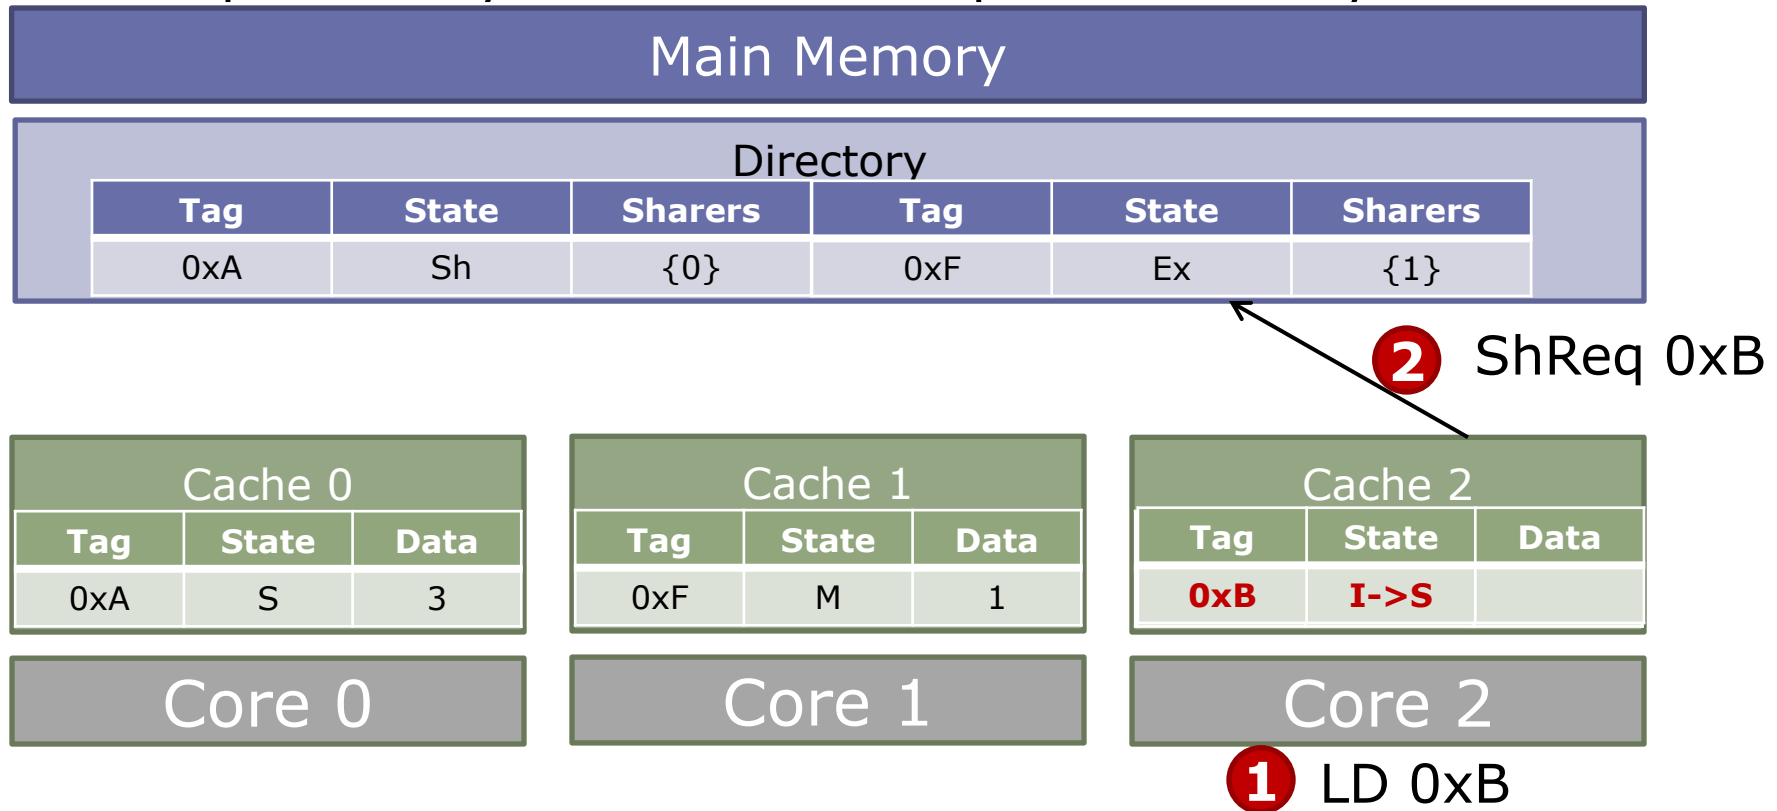 Main Memory
Directory
Tag State Sharers Tag State Sharers
0xA Sh {0} 0xF Ex {1}
2 ShReq 0xB
Cache 0 Cache 1 Cache 2
Tag State Data Tag State Data Tag State Data
0xA S 3 0xF M 1 0xB I->S
Core 0 Core 1 Core 2
1 LD 0xB